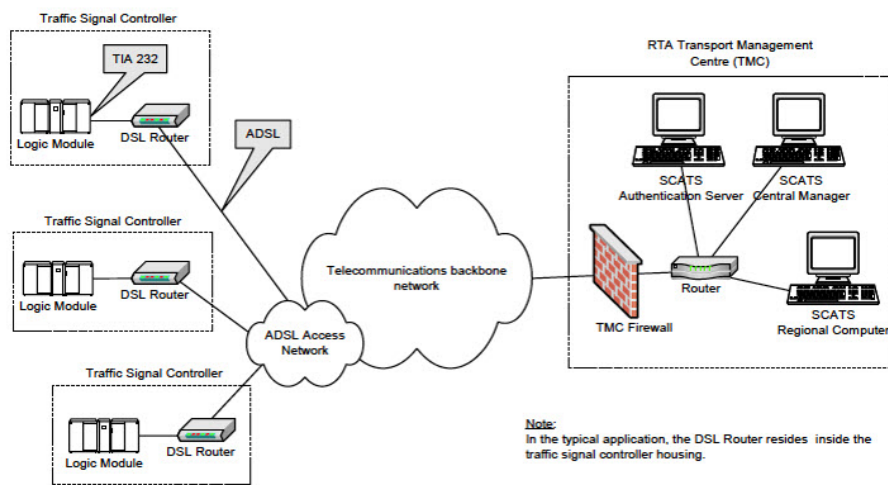 Traffic Signal Controller
TIA 232
Logic Module
DSL Router
ADSL
Traffic Signal Controller
Logic Module
DSL Router
Traffic Signal Controller
Logic Module
DSL Router
ADSL Access
Network
Telecommunications backbone
network
RTA Transport Management
Centre (TMC)
SCATS
Authentication Server
SCATS
Central Manager
Router
TMC Firewall
SCATS
Regional Computer
Note:
In the typical application, the DSL Router resides inside the
traffic signal controller housing.